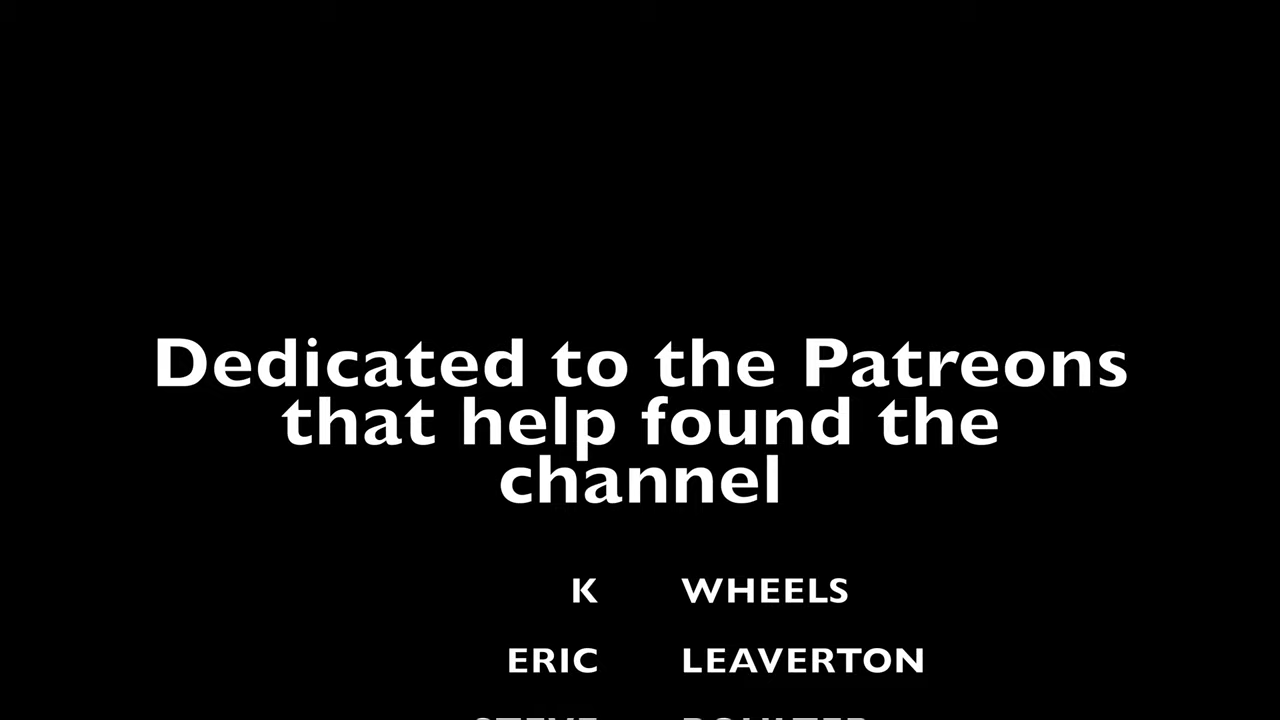 Dedicated to the Patreons
that help found the
channel
K WHEELS
ERIC LEAVERTON